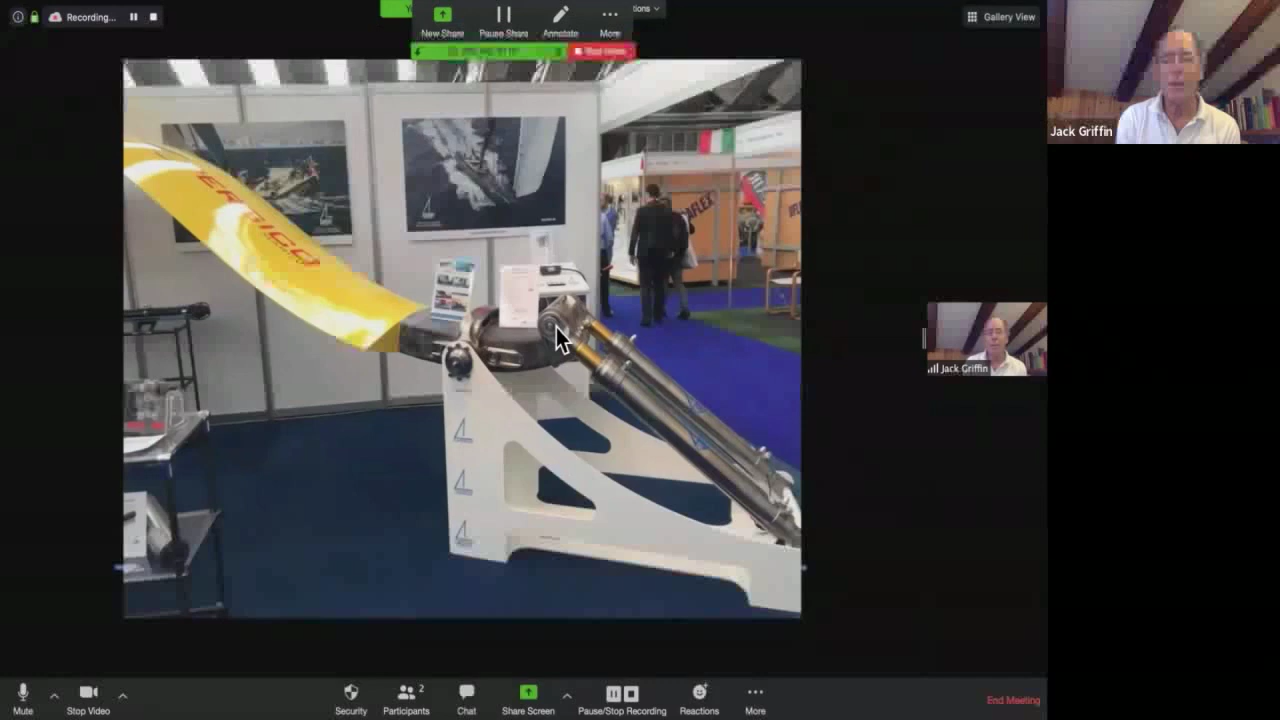 Recording...
New Share
Pause Share
Annotate
More
Gallery View
Jack Griffin
Jack Griffin
Mute
Stop Video
Security
Participants
2
Chat
Share Screen
Pause/Stop Recording
Reactions
More
End Meeting